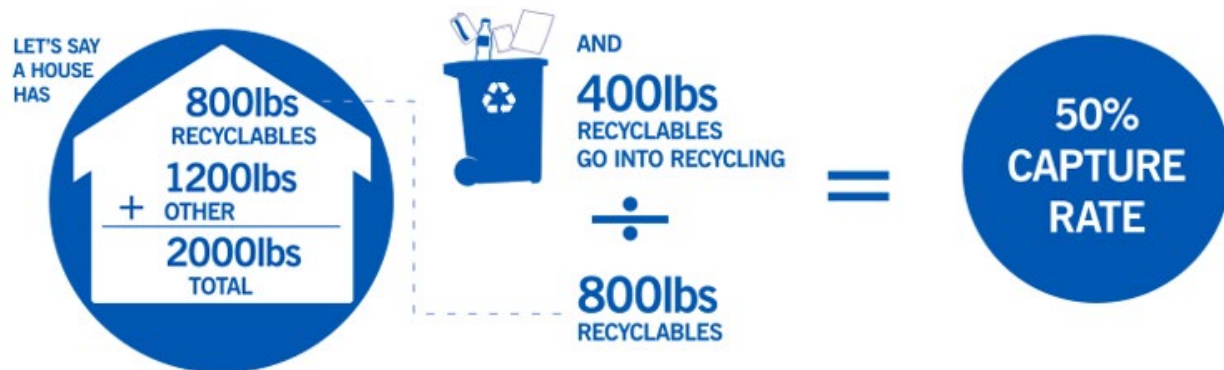 LET'S SAY
A HOUSE
HAS
800lbs
RECYCLABLES
+ 1200lbs
OTHER
2000lbs
TOTAL
AND
400lbs
RECYCLABLES
GO INTO RECYCLING
÷
800lbs
RECYCLABLES
=
50%
CAPTURE
RATE